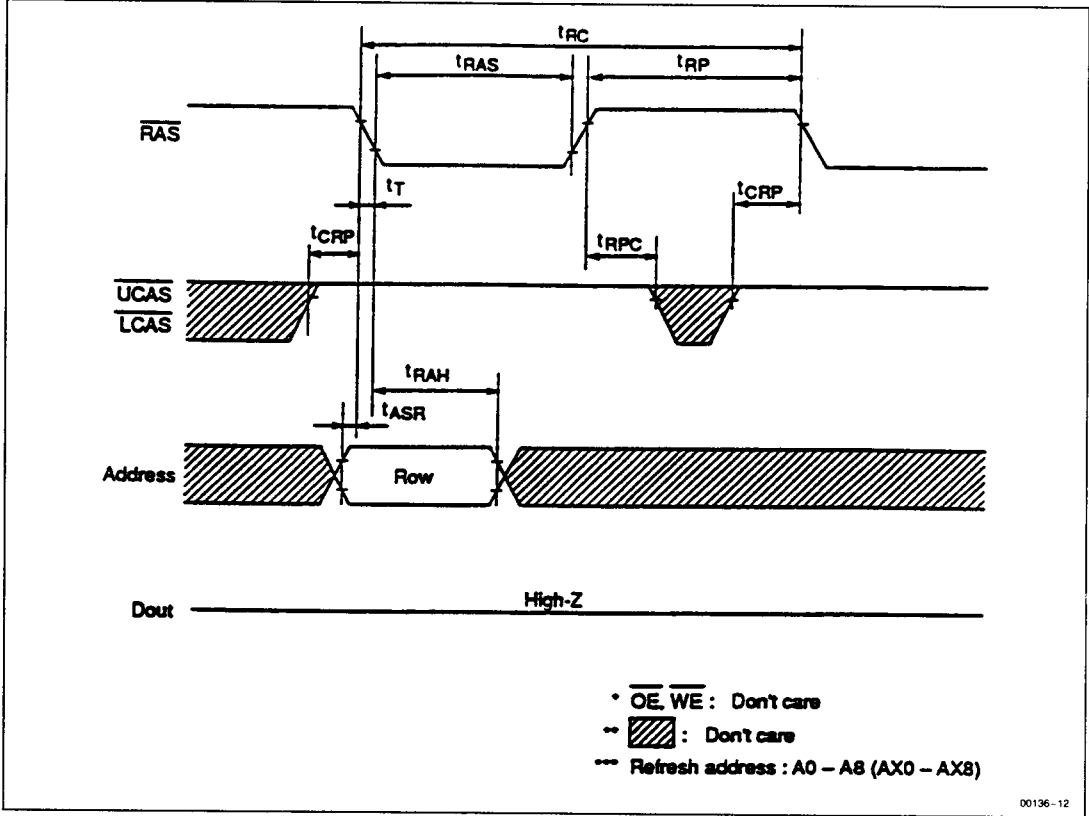 tRC
tRAS
tRP
RAS
tT
tCRP
tCRP
tRPC
UCAS
LCAS
tRAH
tASR
Address
Row
Dout
High-Z
* OE, WE : Don't care
** : Don't care
*** Refresh address : A0 – A8 (AX0 – AX8)
00136-12